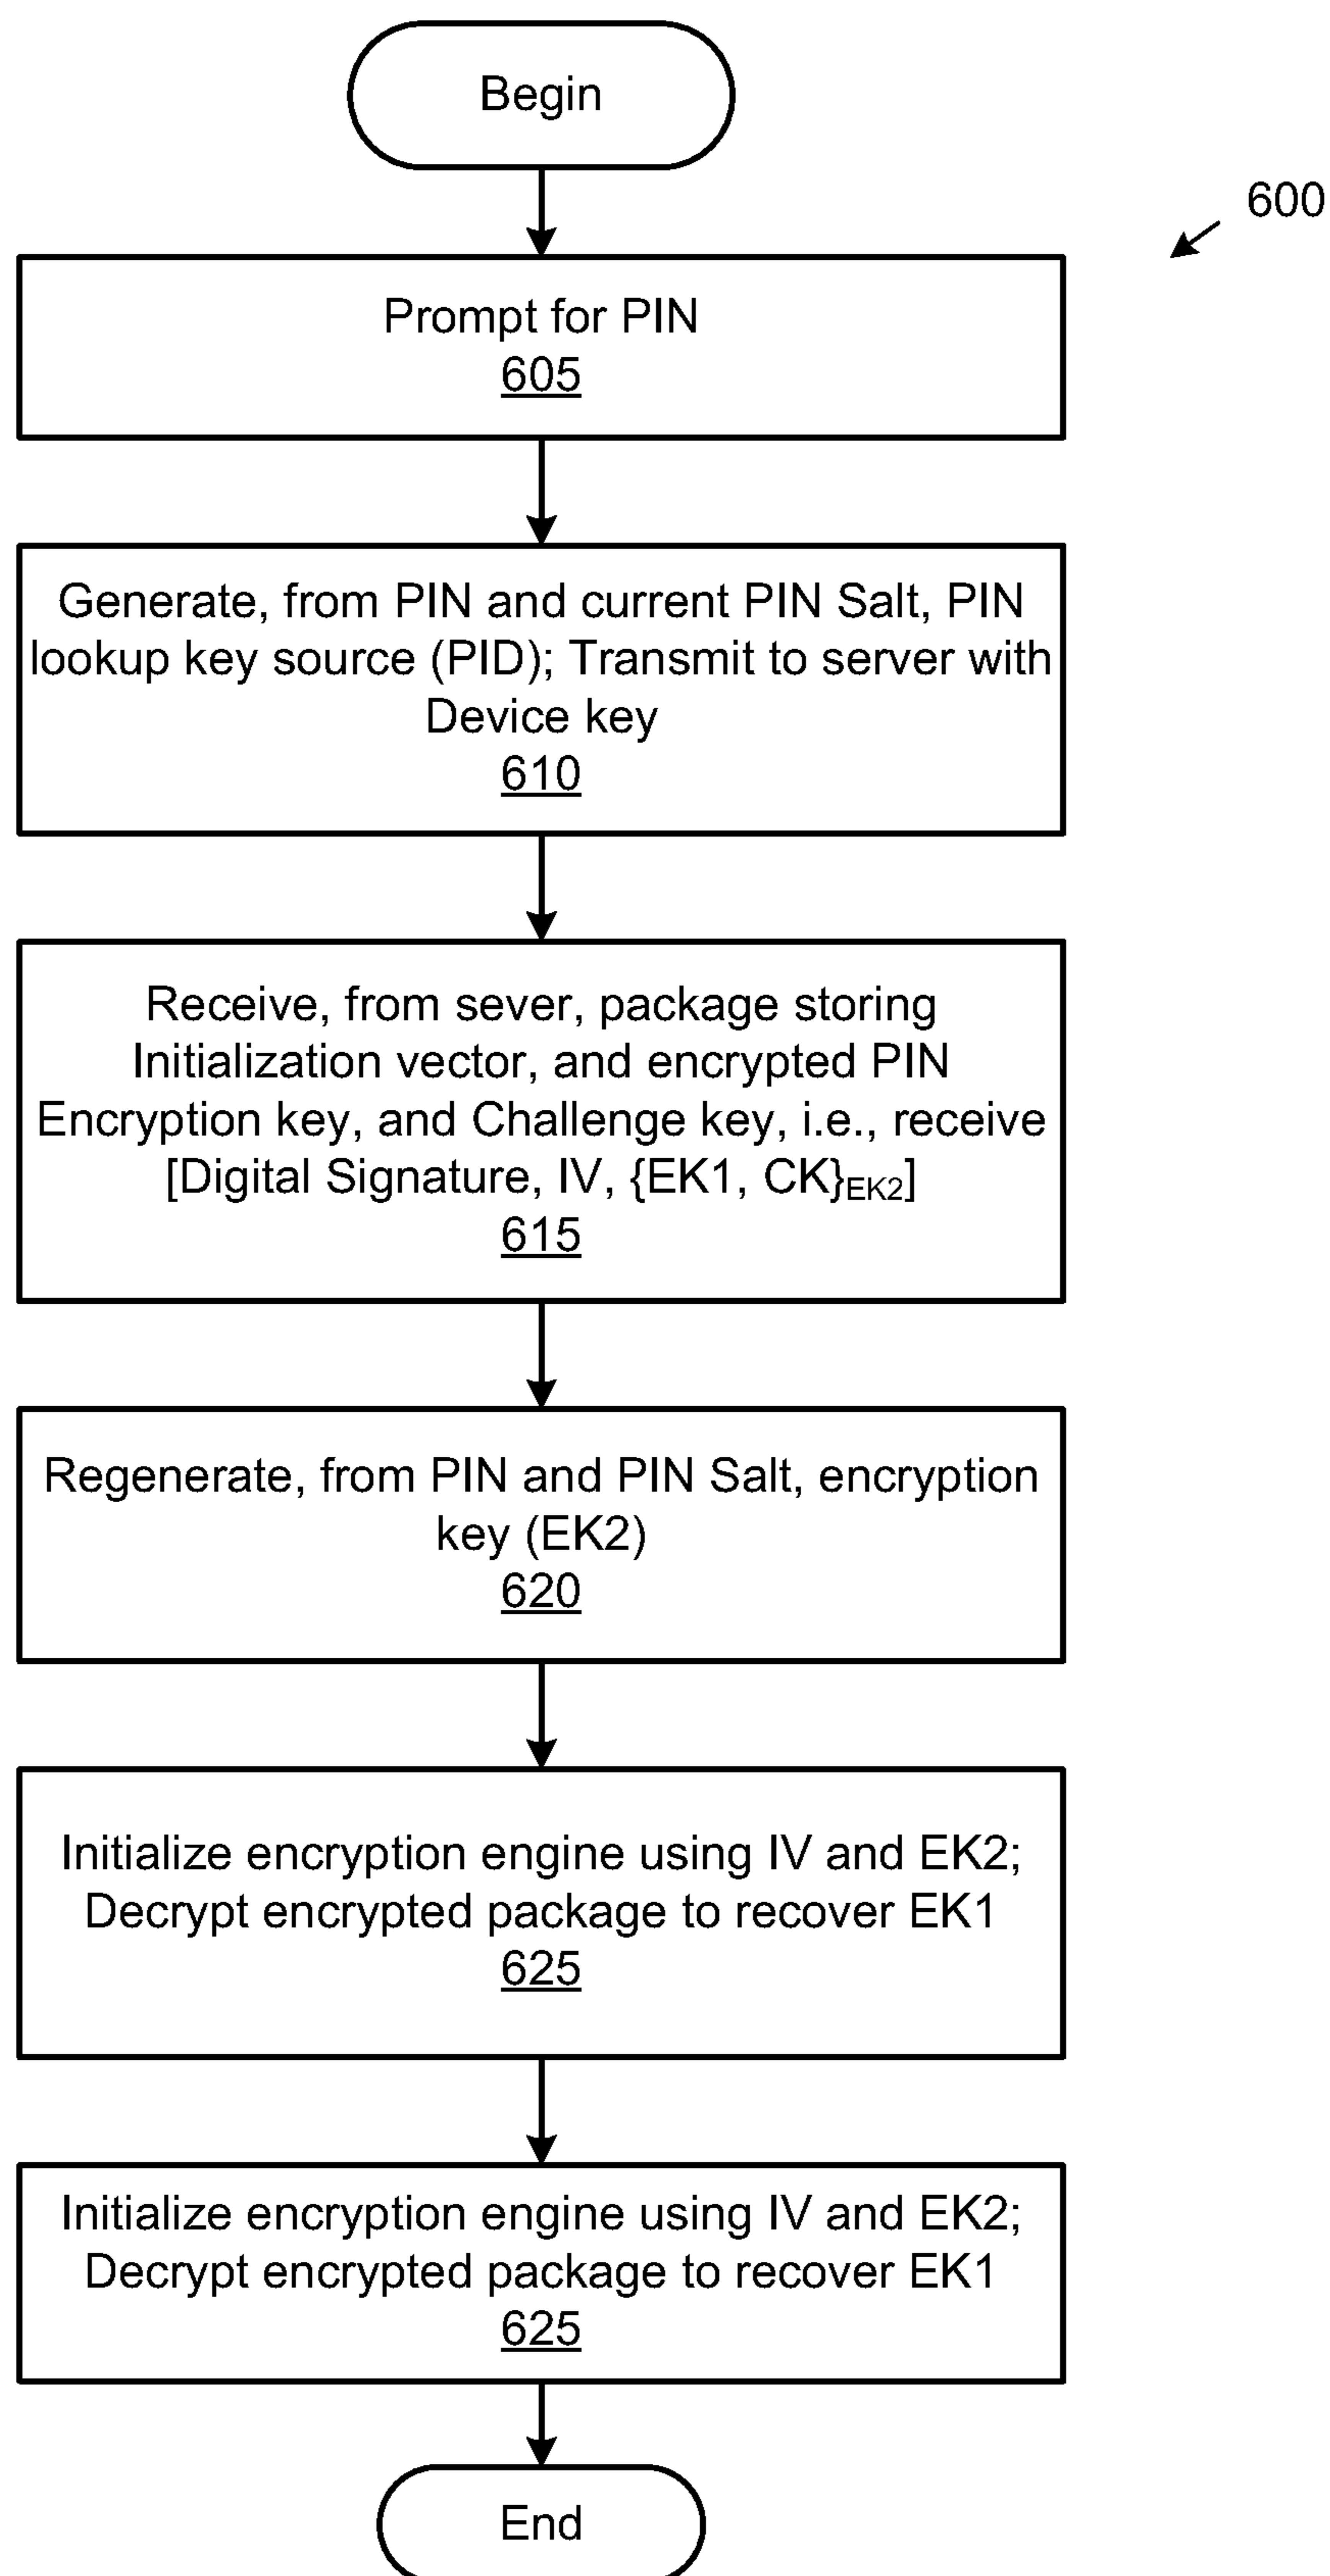 Begin
600
Prompt for PIN
605
Generate, from PIN and current PIN Salt, PIN
lookup key source (PID); Transmit to server with
Device key
610
Receive, from sever, package storing
Initialization vector, and encrypted PIN
Encryption key, and Challenge key, i.e., receive
[Digital Signature, IV, {EK1, CK}EK2]
615
Regenerate, from PIN and PIN Salt, encryption
key (EK2)
620
Initialize encryption engine using IV and EK2;
Decrypt encrypted package to recover EK1
625
Initialize encryption engine using IV and EK2;
Decrypt encrypted package to recover EK1
625
End